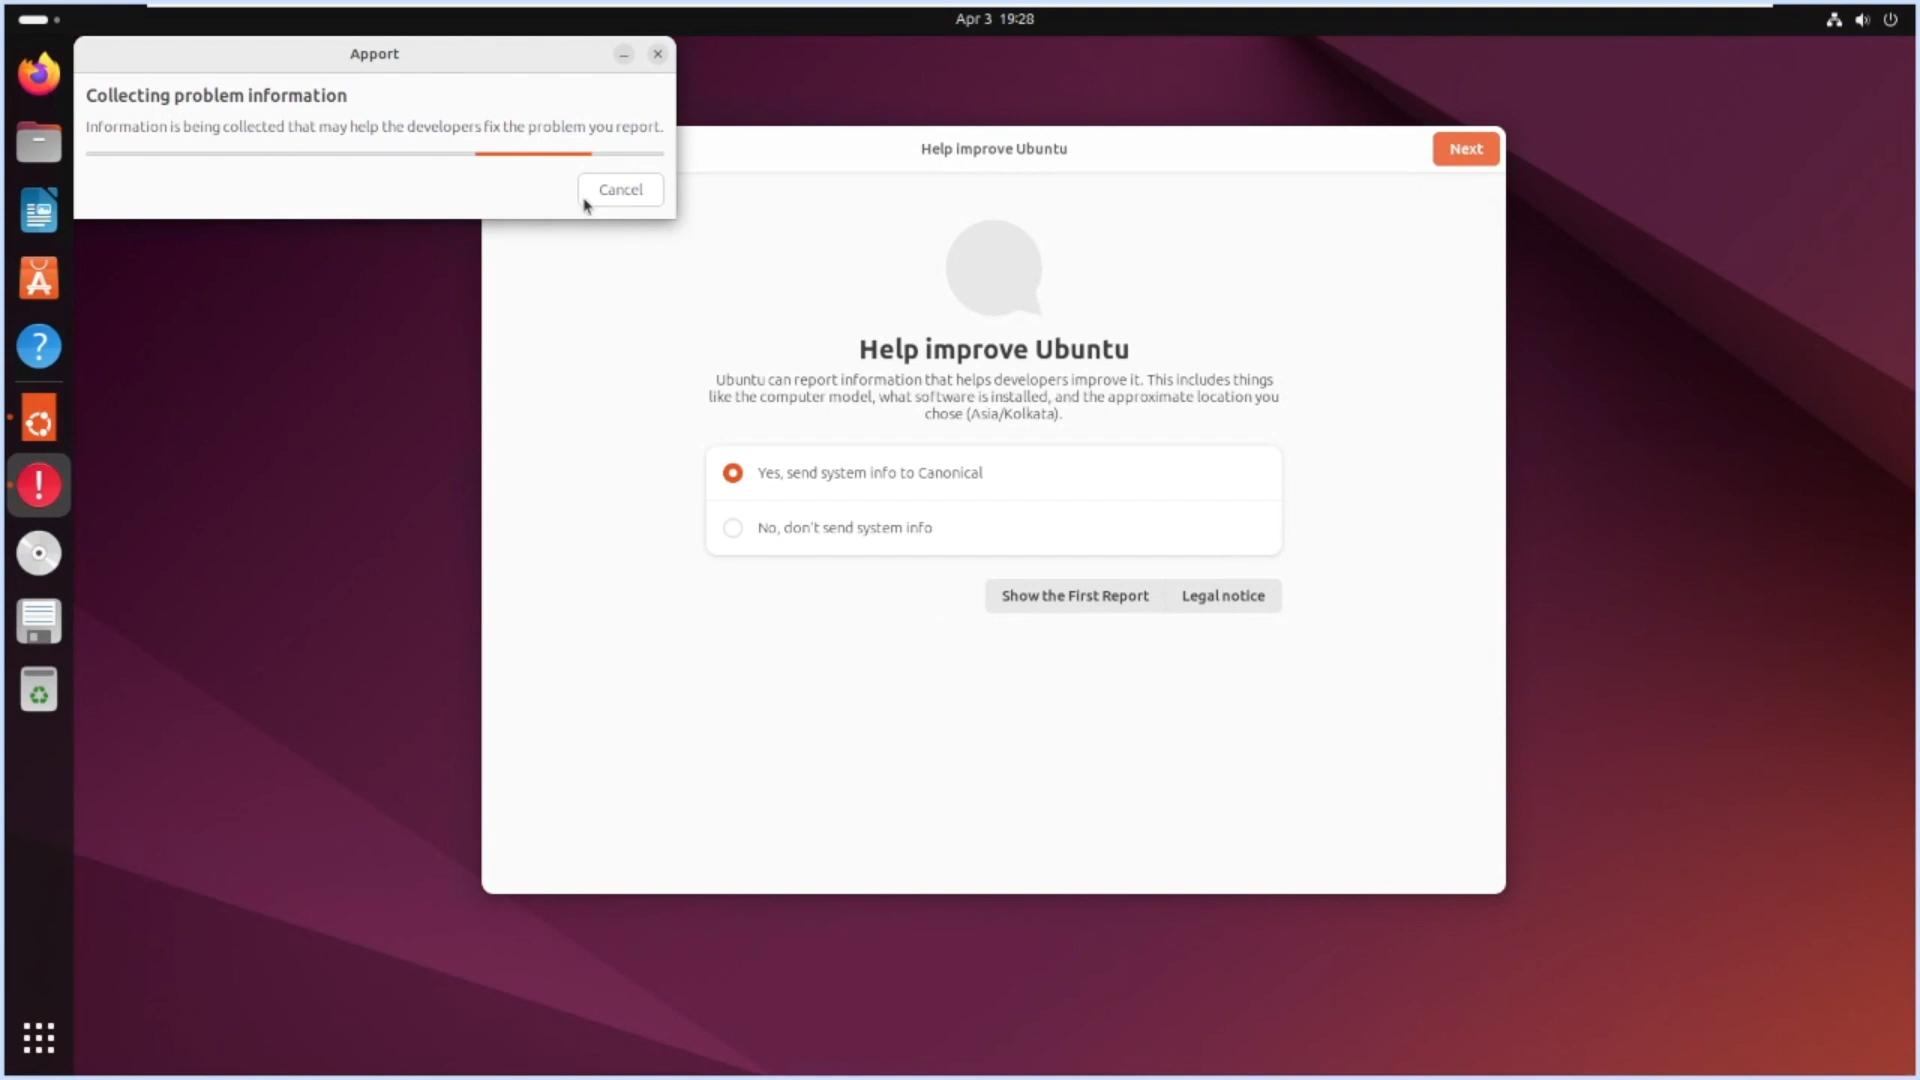 Apr 3 19:28
Apport
Collecting problem information
Information is being collected that may help the developers fix the problem you report.
Cancel
Help improve Ubuntu
Next
Help improve Ubuntu
Ubuntu can report information that helps developers improve it. This includes things
like the computer model, what software is installed, and the approximate location you
chose (Asia/Kolkata).
Yes, send system info to Canonical
No, don't send system info
Show the First Report
Legal notice